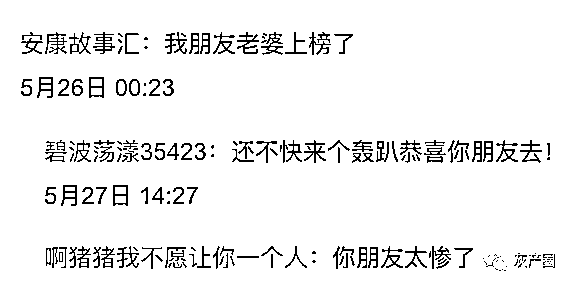 安康故事汇：我朋友老婆上榜了
5月26日 00:23
碧波荡漾35423：还不快来个轰趴恭喜你朋友去！
5月27日 14:27
啊猪猪我不愿让你一个人：你朋友太惨了
灰产圈